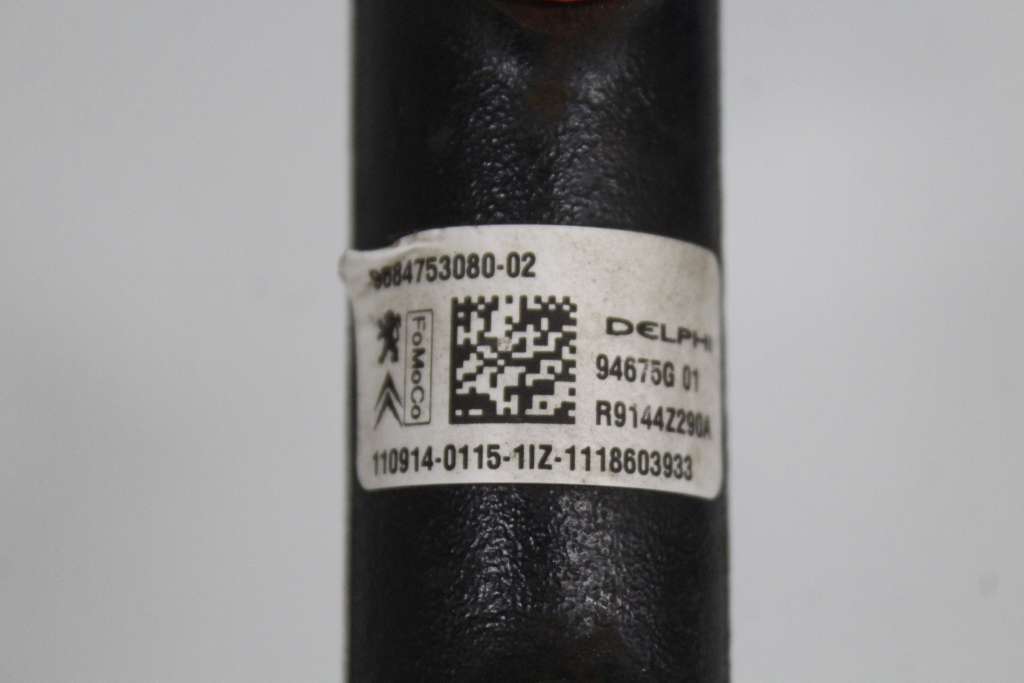 9684753080-02
FoMoCo
DELPHI
94675G 01
R9144Z290A
110914-0115-1IZ-1118603933